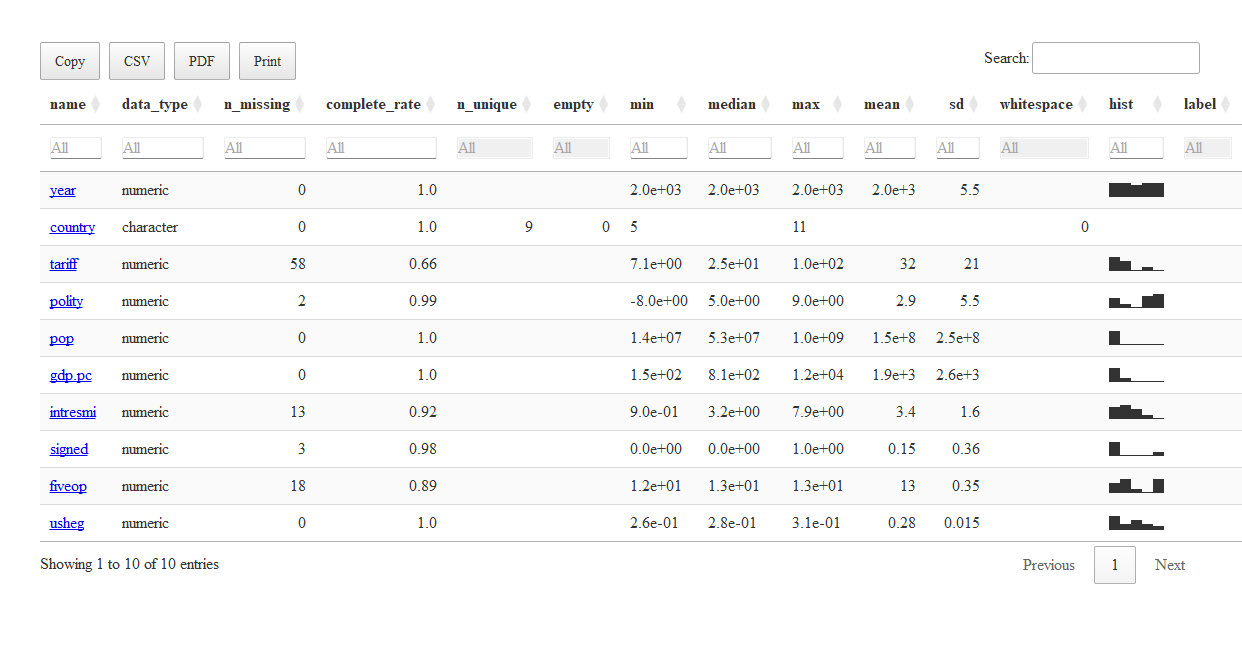 Copy CSV PDF Print Search:
name data_type n_missing complete_rate n_unique empty min median max mean sd whitespace hist label
All All All All All All All All All All All All All All
year numeric 0 1.0 2.0e+03 2.0e+03 2.0e+03 2.0e+3 5.5
country character 0 1.0 9 0 5 11 0
tariff numeric 58 0.66 7.1e+00 2.5e+01 1.0e+02 32 21
polity numeric 2 0.99 -8.0e+00 5.0e+00 9.0e+00 2.9 5.5
pop numeric 0 1.0 1.4e+07 5.3e+07 1.0e+09 1.5e+8 2.5e+8
gdp.pc numeric 0 1.0 1.5e+02 8.1e+02 1.2e+04 1.9e+3 2.6e+3
intresmi numeric 13 0.92 9.0e-01 3.2e+00 7.9e+00 3.4 1.6
signed numeric 3 0.98 0.0e+00 0.0e+00 1.0e+00 0.15 0.36
fiveop numeric 18 0.89 1.2e+01 1.3e+01 1.3e+01 13 0.35
usheg numeric 0 1.0 2.6e-01 2.8e-01 3.1e-01 0.28 0.015
Showing 1 to 10 of 10 entries Previous 1 Next